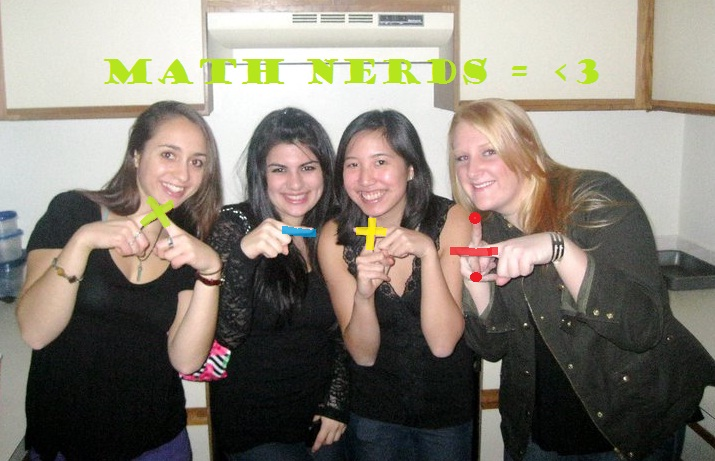 MATH NERDS = <3